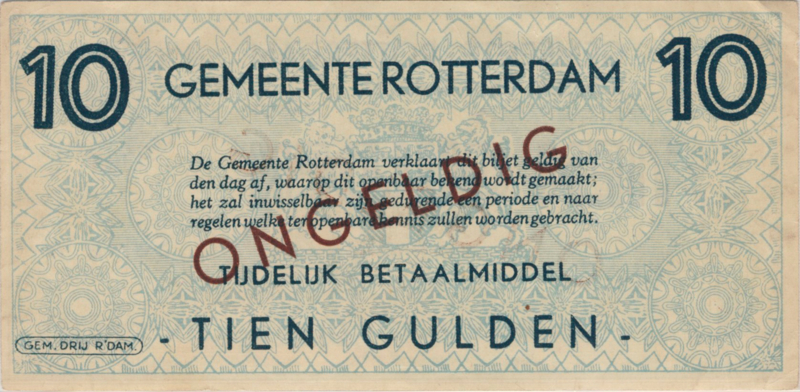 10 GEMEENTE ROTTERDAM 10
De Gemeente Rotterdam verklaart dit biljet geldig van
den dag af, waarop dit openbaar bekend wordt gemaakt;
het zal inwisselbaar zijn gedurende een periode en naar
regelen welke ter openbare kennis zullen worden gebracht.
ONGELDIG
TIJDELIJK BETAALMIDDEL
- TIEN GULDEN -
GEM. DRIJ R'DAM.